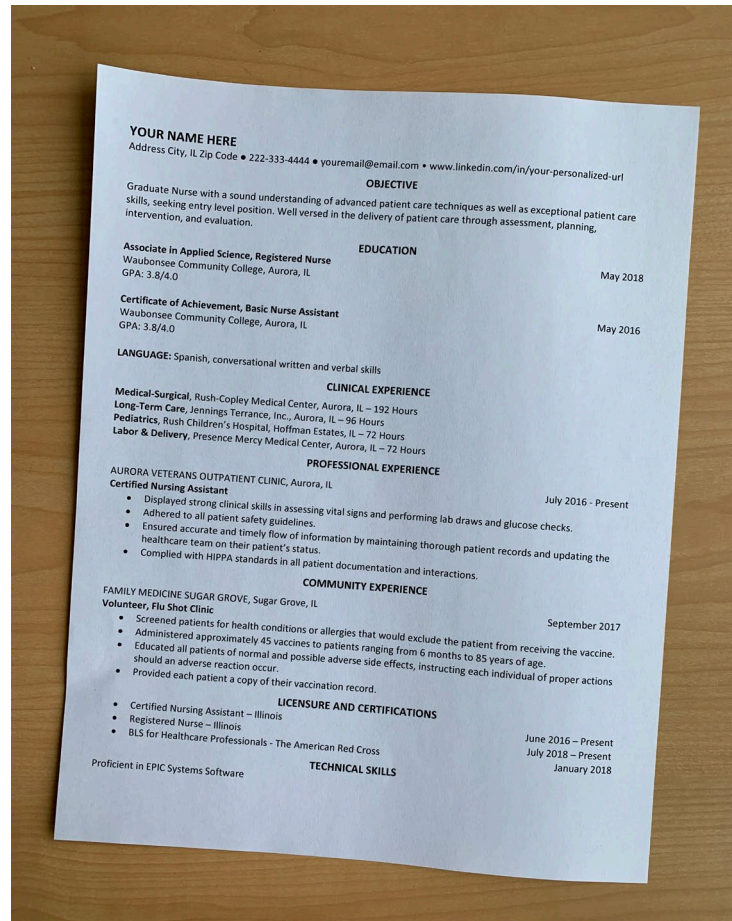 YOUR NAME HERE
Address City, IL Zip Code ● 222-333-4444 ● youremail@email.com • www.linkedin.com/in/your-personalized-url
OBJECTIVE
Graduate Nurse with a sound understanding of advanced patient care techniques as well as exceptional patient care
skills, seeking entry level position. Well versed in the delivery of patient care through assessment, planning,
intervention, and evaluation.
EDUCATION
Associate in Applied Science, Registered Nurse
Waubonsee Community College, Aurora, IL May 2018
GPA: 3.8/4.0
Certificate of Achievement, Basic Nurse Assistant
Waubonsee Community College, Aurora, IL May 2016
GPA: 3.8/4.0
LANGUAGE: Spanish, conversational written and verbal skills
CLINICAL EXPERIENCE
Medical-Surgical, Rush-Copley Medical Center, Aurora, IL – 192 Hours
Long-Term Care, Jennings Terrance, Inc., Aurora, IL – 96 Hours
Pediatrics, Rush Children's Hospital, Hoffman Estates, IL – 72 Hours
Labor & Delivery, Presence Mercy Medical Center, Aurora, IL – 72 Hours
PROFESSIONAL EXPERIENCE
AURORA VETERANS OUTPATIENT CLINIC, Aurora, IL July 2016 - Present
Certified Nursing Assistant
• Displayed strong clinical skills in assessing vital signs and performing lab draws and glucose checks.
• Adhered to all patient safety guidelines.
• Ensured accurate and timely flow of information by maintaining thorough patient records and updating the
healthcare team on their patient's status.
• Complied with HIPPA standards in all patient documentation and interactions.
COMMUNITY EXPERIENCE
FAMILY MEDICINE SUGAR GROVE, Sugar Grove, IL September 2017
Volunteer, Flu Shot Clinic
• Screened patients for health conditions or allergies that would exclude the patient from receiving the vaccine.
• Administered approximately 45 vaccines to patients ranging from 6 months to 85 years of age.
• Educated all patients of normal and possible adverse side effects, instructing each individual of proper actions
should an adverse reaction occur.
• Provided each patient a copy of their vaccination record.
LICENSURE AND CERTIFICATIONS
• Certified Nursing Assistant – Illinois June 2016 – Present
• Registered Nurse – Illinois July 2018 – Present
• BLS for Healthcare Professionals - The American Red Cross January 2018
TECHNICAL SKILLS
Proficient in EPIC Systems Software